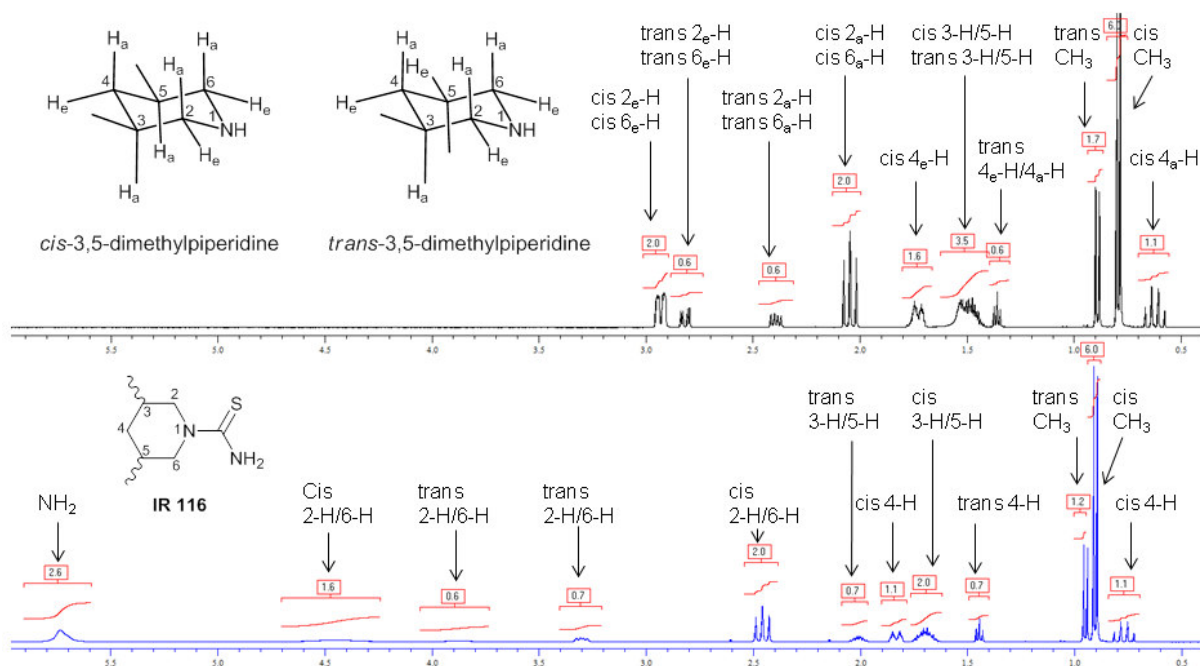 trans 2e-H
trans 6e-H
cis 2a-H
cis 6a-H
cis 3-H/5-H
trans 3-H/5-H
trans
CH3
cis
CH3
cis 2e-H
cis 6e-H
trans 2a-H
trans 6a-H
cis 4e-H
trans
4e-H/4a-H
cis 4a-H
Ha
Ha
Ha
4
6
He
5
He
3
2
1
NH
Ha
He
Ha
cis-3,5-dimethylpiperidine
Ha
Ha
Ha
4
He
6
He
5
He
3
2
1
NH
He
Ha
trans-3,5-dimethylpiperidine
2.0
0.6
0.6
2.0
1.6
3.5
0.6
1.7
6.0
1.1
5.5 5.0 4.5 4.0 3.5 3.0 2.5 2.0 1.5 1.0 0.5
2
3
S
4
N
1
5
6
NH2
IR 116
NH2
Cis
2-H/6-H
trans
2-H/6-H
trans
2-H/6-H
cis
2-H/6-H
trans
3-H/5-H
cis 4-H
cis
3-H/5-H
trans 4-H
trans
CH3
cis
CH3
cis 4-H
2.6
1.6
0.6
0.7
2.0
0.7
1.1
2.0
0.7
1.2
6.0
1.1
5.5 5.0 4.5 4.0 3.5 3.0 2.5 2.0 1.5 1.0 0.5